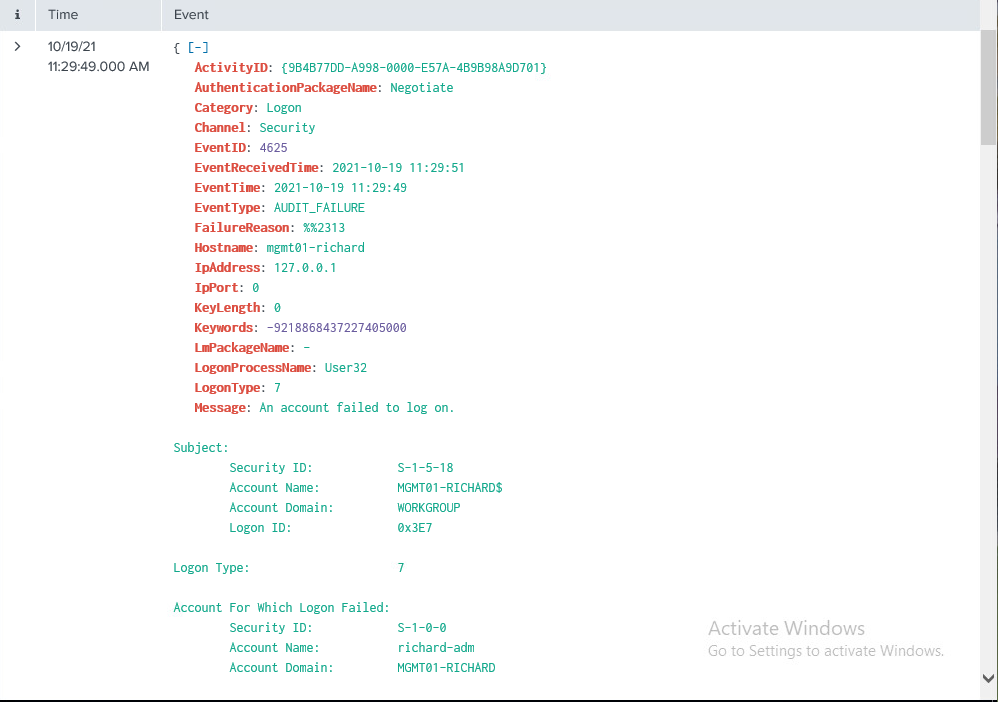 i Time Event
10/19/21
11:29:49.000 AM
{ [-]
ActivityID: {9B4B77DD-A998-0000-E57A-4B9B98A9D701}
AuthenticationPackageName: Negotiate
Category: Logon
Channel: Security
EventID: 4625
EventReceivedTime: 2021-10-19 11:29:51
EventTime: 2021-10-19 11:29:49
EventType: AUDIT_FAILURE
FailureReason: %%2313
Hostname: mgmt01-richard
IpAddress: 127.0.0.1
IpPort: 0
KeyLength: 0
Keywords: -9218868437227405000
LmPackageName: -
LogonProcessName: User32
LogonType: 7
Message: An account failed to log on.
Subject:
Security ID: S-1-5-18
Account Name: MGMT01-RICHARD$
Account Domain: WORKGROUP
Logon ID: 0x3E7
Logon Type: 7
Account For Which Logon Failed:
Security ID: S-1-0-0
Account Name: richard-adm
Account Domain: MGMT01-RICHARD
Activate Windows
Go to Settings to activate Windows.